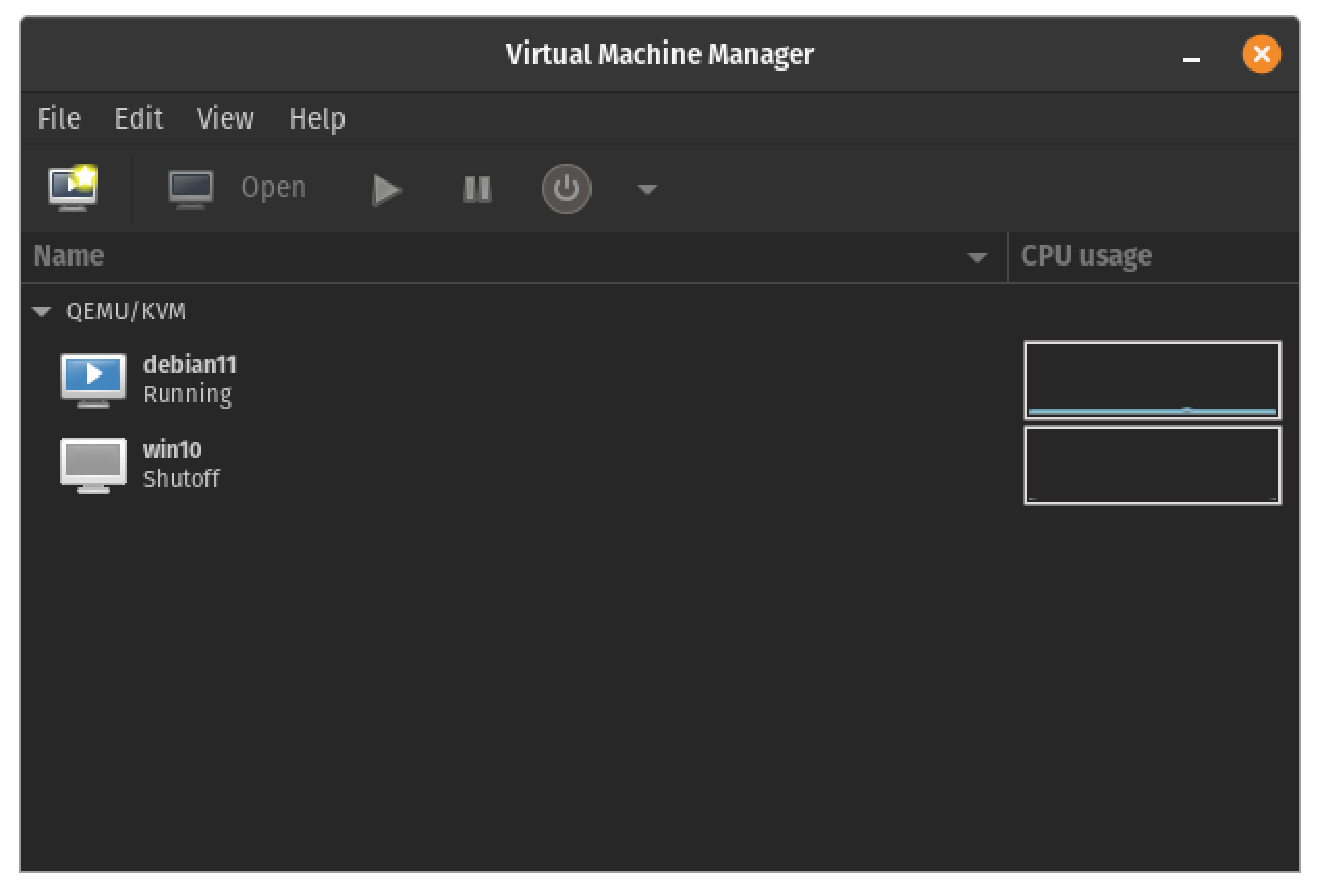 Virtual Machine Manager
File Edit View Help
Open
Name CPU usage
QEMU/KVM
debian11
Running
win10
Shutoff